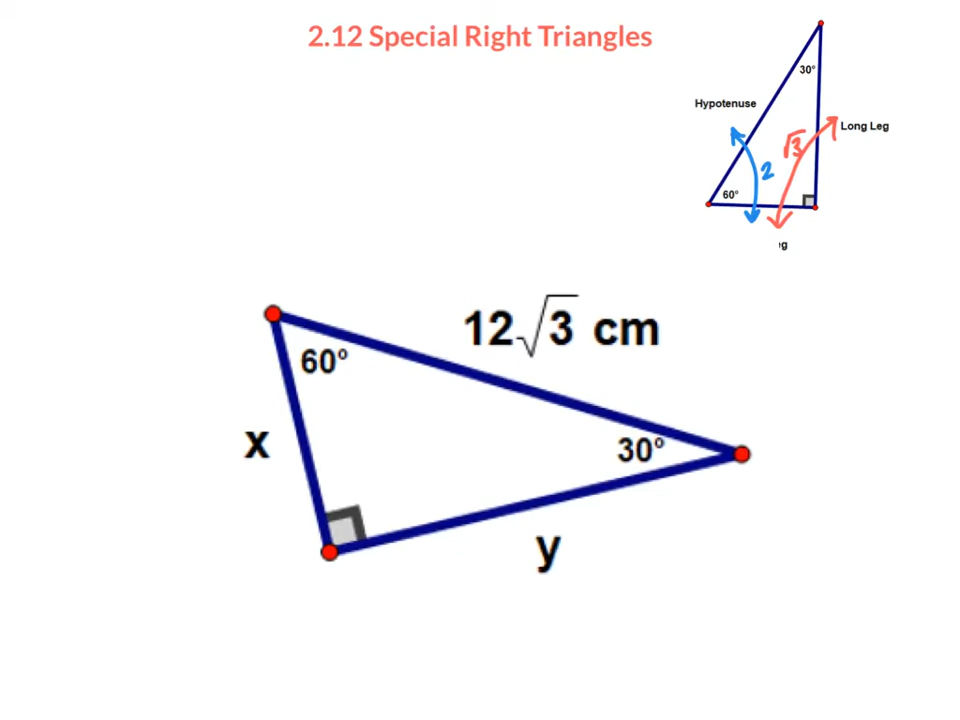 2.12 Special Right Triangles
30°
Hypotenuse
Long Leg
√3
2
60°
12√3 cm
60°
x
30°
y